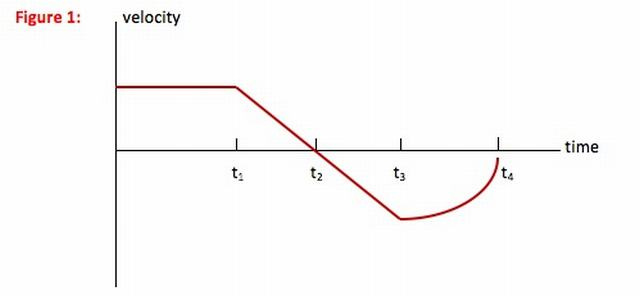 Figure 1:
velocity
time
t₁
t₂
t₃
t₄